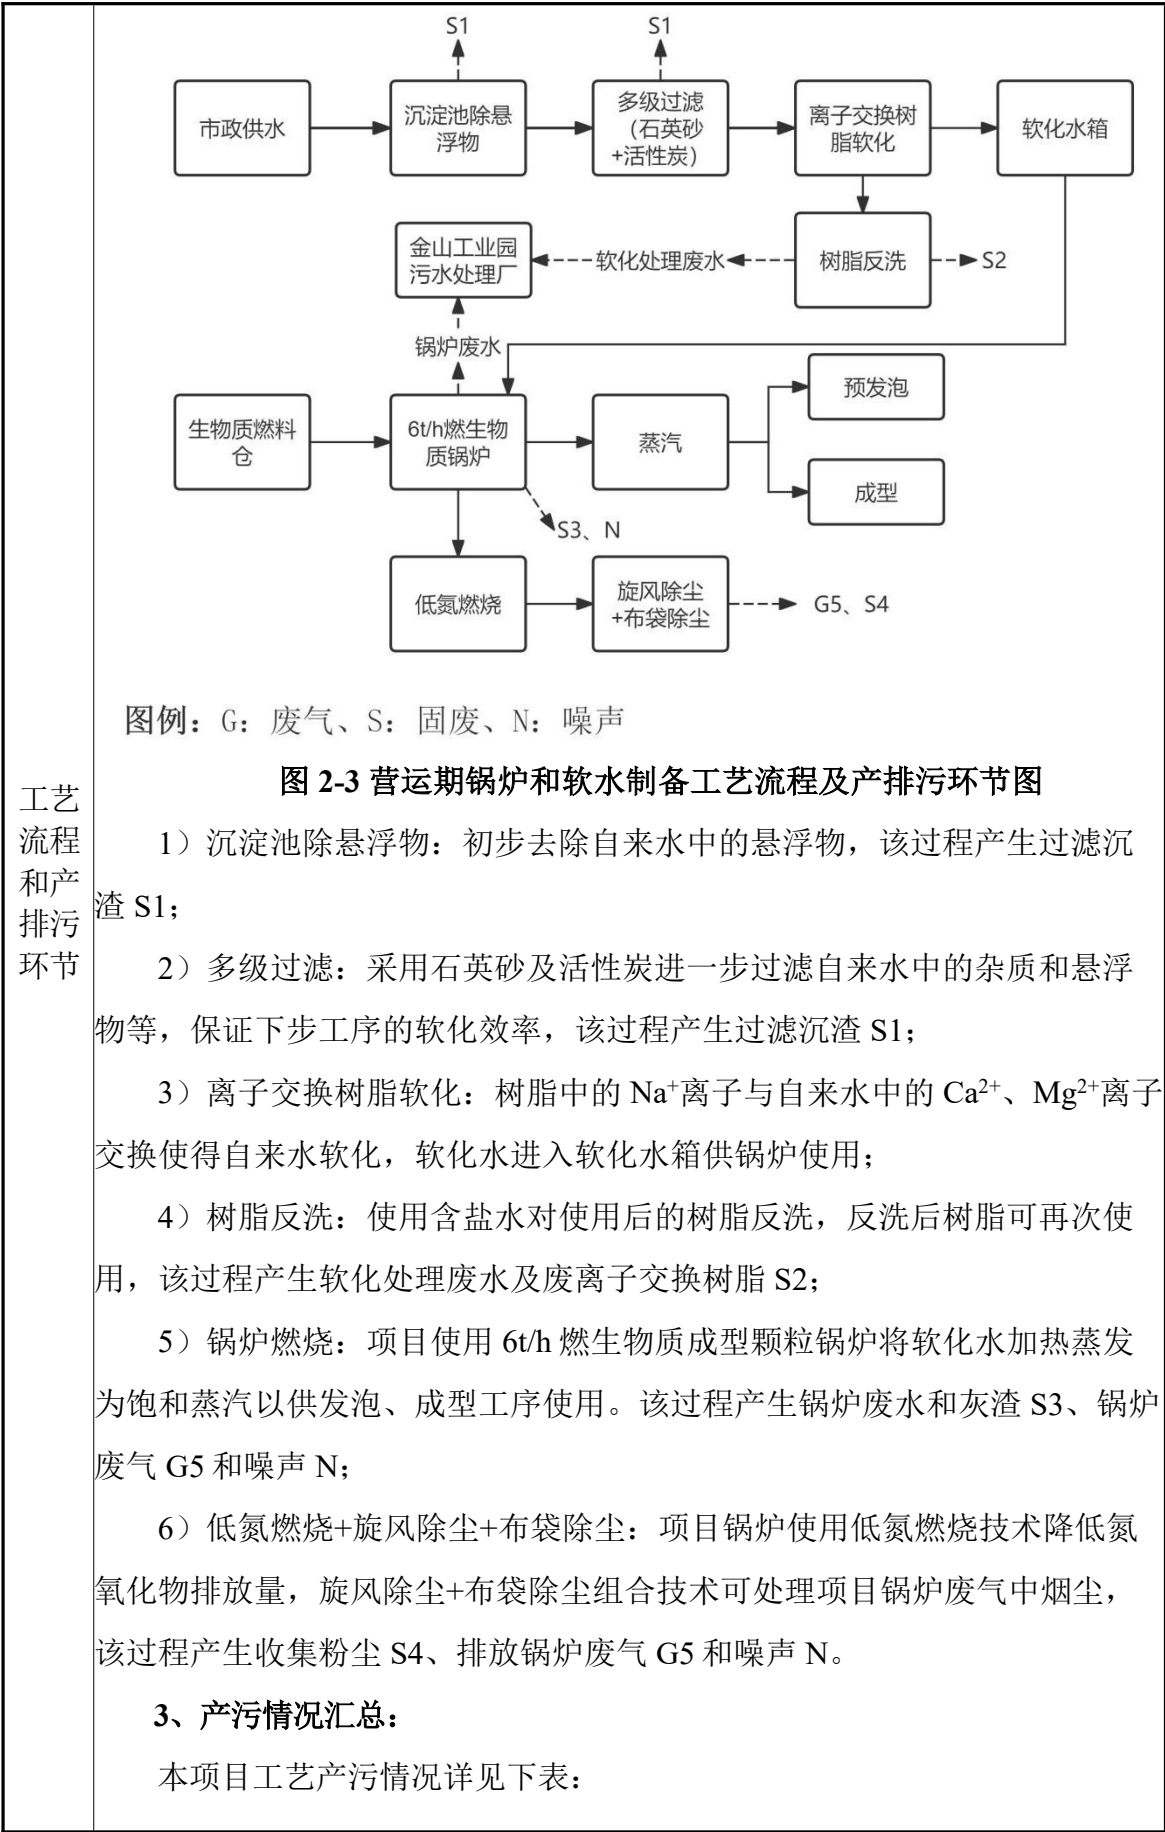 S1
S1
市政供水
沉淀池除悬
浮物
多级过滤
（石英砂
+活性炭）
离子交换树
脂软化
软化水箱
金山工业园
污水处理厂
软化处理废水
树脂反洗
S2
锅炉废水
生物质燃料
仓
6t/h燃生物
质锅炉
蒸汽
预发泡
成型
S3、N
低氮燃烧
旋风除尘
+布袋除尘
G5、S4
图例：G：废气、S：固废、N：噪声
图 2-3 营运期锅炉和软水制备工艺流程及产排污环节图
工艺
流程
和产
排污
环节
1）沉淀池除悬浮物：初步去除自来水中的悬浮物，该过程产生过滤沉
渣 S1；
2）多级过滤：采用石英砂及活性炭进一步过滤自来水中的杂质和悬浮
物等，保证下步工序的软化效率，该过程产生过滤沉渣 S1；
3）离子交换树脂软化：树脂中的 Na⁺离子与自来水中的 Ca²⁺、Mg²⁺离子
交换使得自来水软化，软化水进入软化水箱供锅炉使用；
4）树脂反洗：使用含盐水对使用后的树脂反洗，反洗后树脂可再次使
用，该过程产生软化处理废水及废离子交换树脂 S2；
5）锅炉燃烧：项目使用 6t/h 燃生物质成型颗粒锅炉将软化水加热蒸发
为饱和蒸汽以供发泡、成型工序使用。该过程产生锅炉废水和灰渣 S3、锅炉
废气 G5 和噪声 N；
6）低氮燃烧+旋风除尘+布袋除尘：项目锅炉使用低氮燃烧技术降低氮
氧化物排放量，旋风除尘+布袋除尘组合技术可处理项目锅炉废气中烟尘，
该过程产生收集粉尘 S4、排放锅炉废气 G5 和噪声 N。
3、产污情况汇总：
本项目工艺产污情况详见下表：